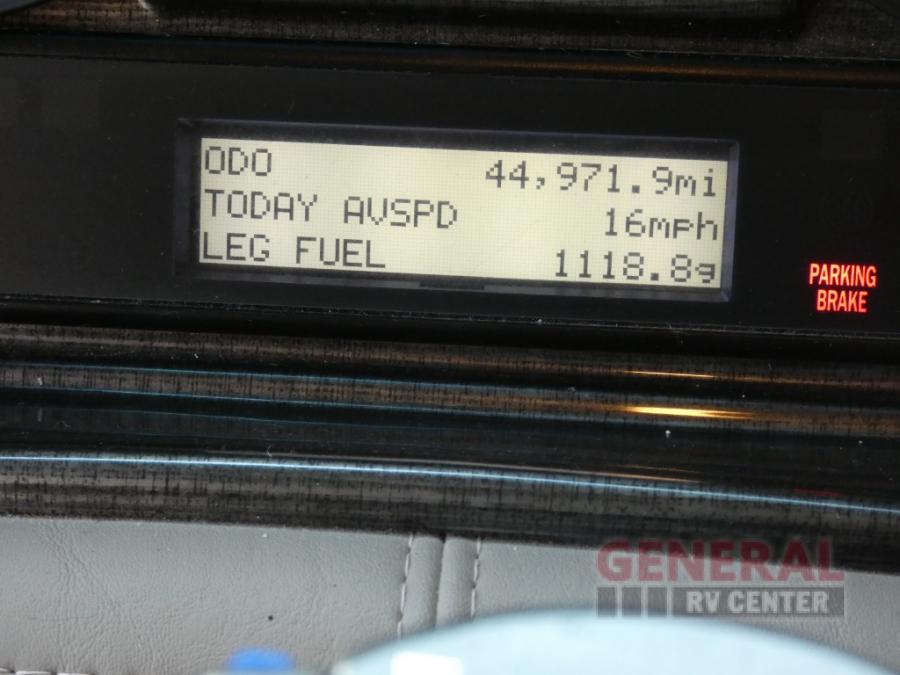 ODO 44,971.9mi
TODAY AVSPD 16mph
LEG FUEL 1118.8g
PARKING
BRAKE
GENERAL
RV CENTER